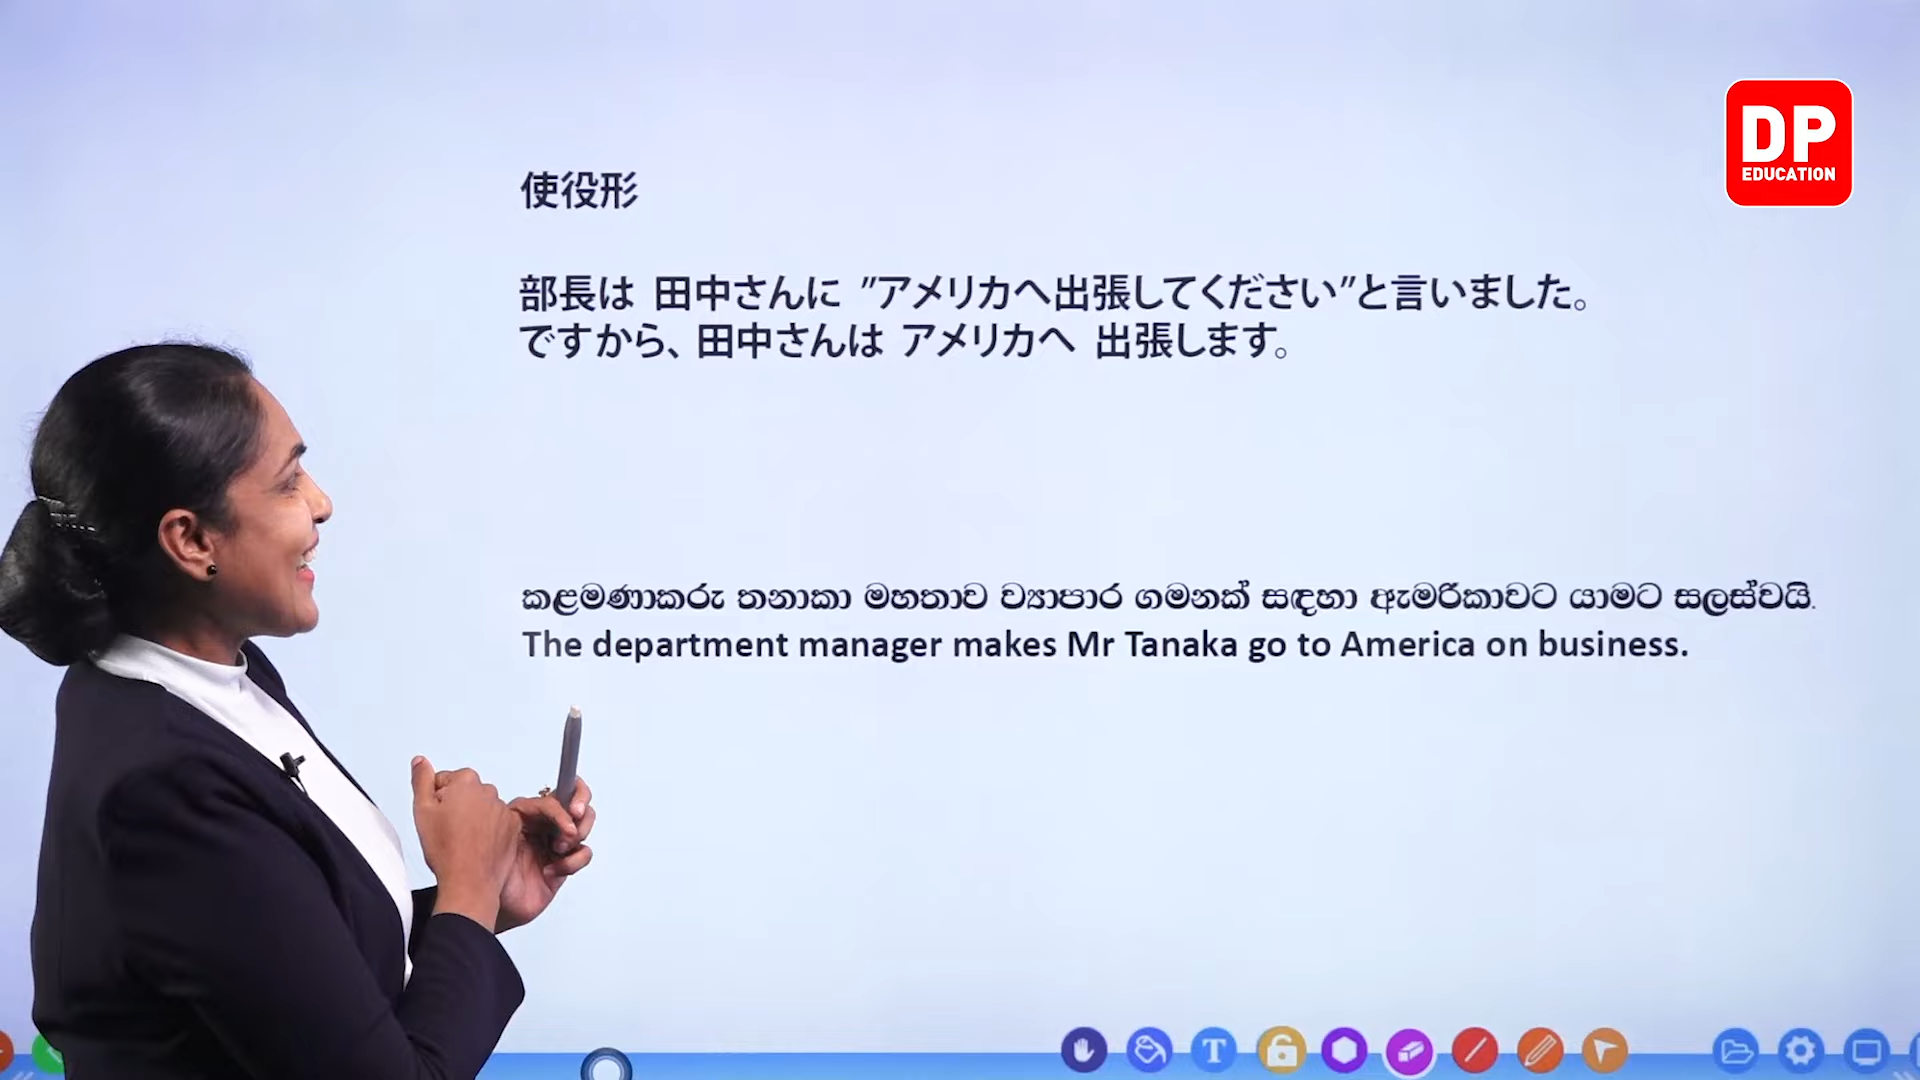 DP
EDUCATION
使役形
部長は 田中さんに ”アメリカへ出張してください”と言いました。
ですから、田中さんは アメリカへ 出張します。
කළමණාකරු තනාකා මහතාව ව්‍යාපාර ගමනක් සඳහා ඇමරිකාවට යාමට සලස්වයි.
The department manager makes Mr Tanaka go to America on business.
T